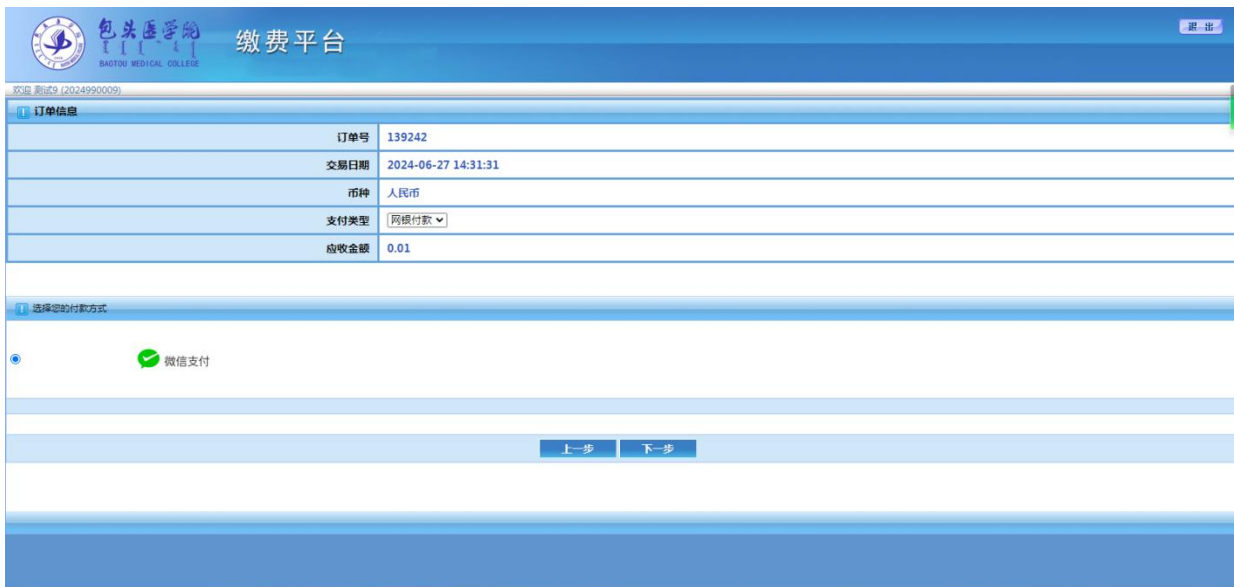 包头医学院
BAOTOU MEDICAL COLLEGE
缴费平台
退 出
欢迎 测试9 (2024990009)
订单信息
订单号 139242
交易日期 2024-06-27 14:31:31
币种 人民币
支付类型 网银付款
应收金额 0.01
选择您的付款方式
微信支付
上一步 下一步